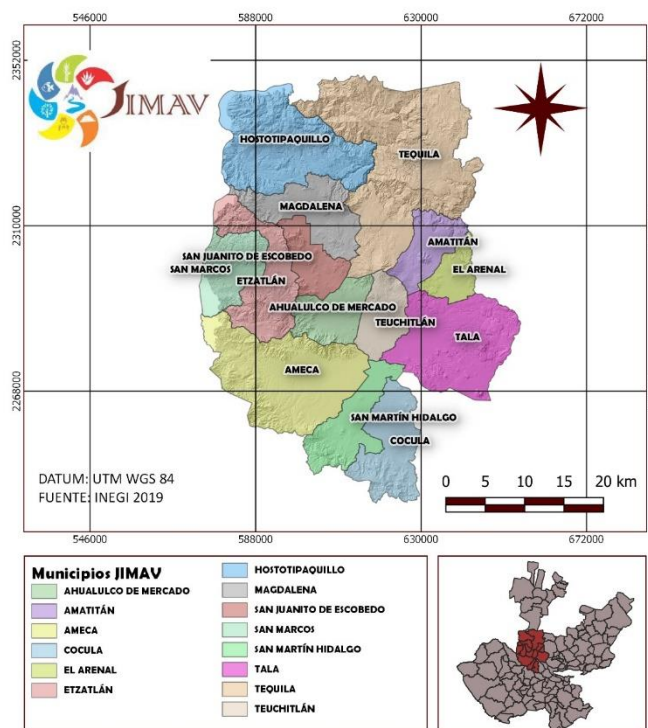 546000 588000 630000 672000
2352000
JIMAV
HOSTOTIPAQUILLO
TEQUILA
MAGDALENA
2310000
AMATITÁN
SAN JUANITO DE ESCOBEDO
SAN MARCOS
EL ARENAL
ETZATLÁN
AHUALULCO DE MERCADO
TEUCHITLÁN
TALA
AMECA
2268000
SAN MARTÍN HIDALGO
COCULA
DATUM: UTM WGS 84
FUENTE: INEGI 2019
0 5 10 15 20 km
546000 588000 630000 672000
Municipios JIMAV
AHUALULCO DE MERCADO
AMATITÁN
AMECA
COCULA
EL ARENAL
ETZATLÁN
HOSTOTIPAQUILLO
MAGDALENA
SAN JUANITO DE ESCOBEDO
SAN MARCOS
SAN MARTÍN HIDALGO
TALA
TEQUILA
TEUCHITLÁN